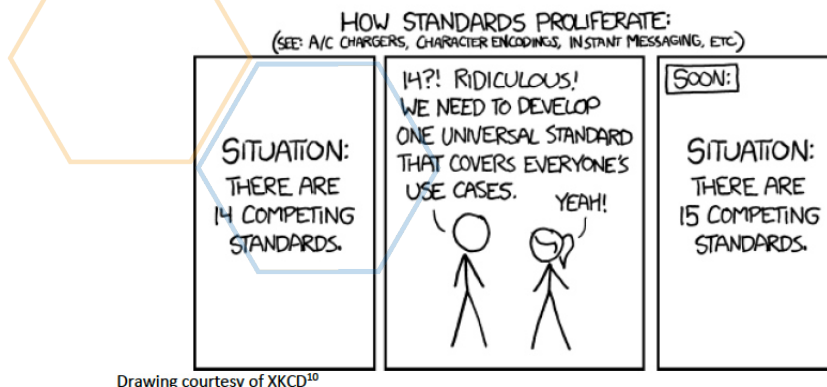 HOW STANDARDS PROLIFERATE:
(SEE: A/C CHARGERS, CHARACTER ENCODINGS, INSTANT MESSAGING, ETC.)
SITUATION:
THERE ARE
14 COMPETING
STANDARDS.
14?! RIDICULOUS!
WE NEED TO DEVELOP
ONE UNIVERSAL STANDARD
THAT COVERS EVERYONE'S
USE CASES.
YEAH!
SOON:
SITUATION:
THERE ARE
15 COMPETING
STANDARDS.
Drawing courtesy of XKCD¹⁰